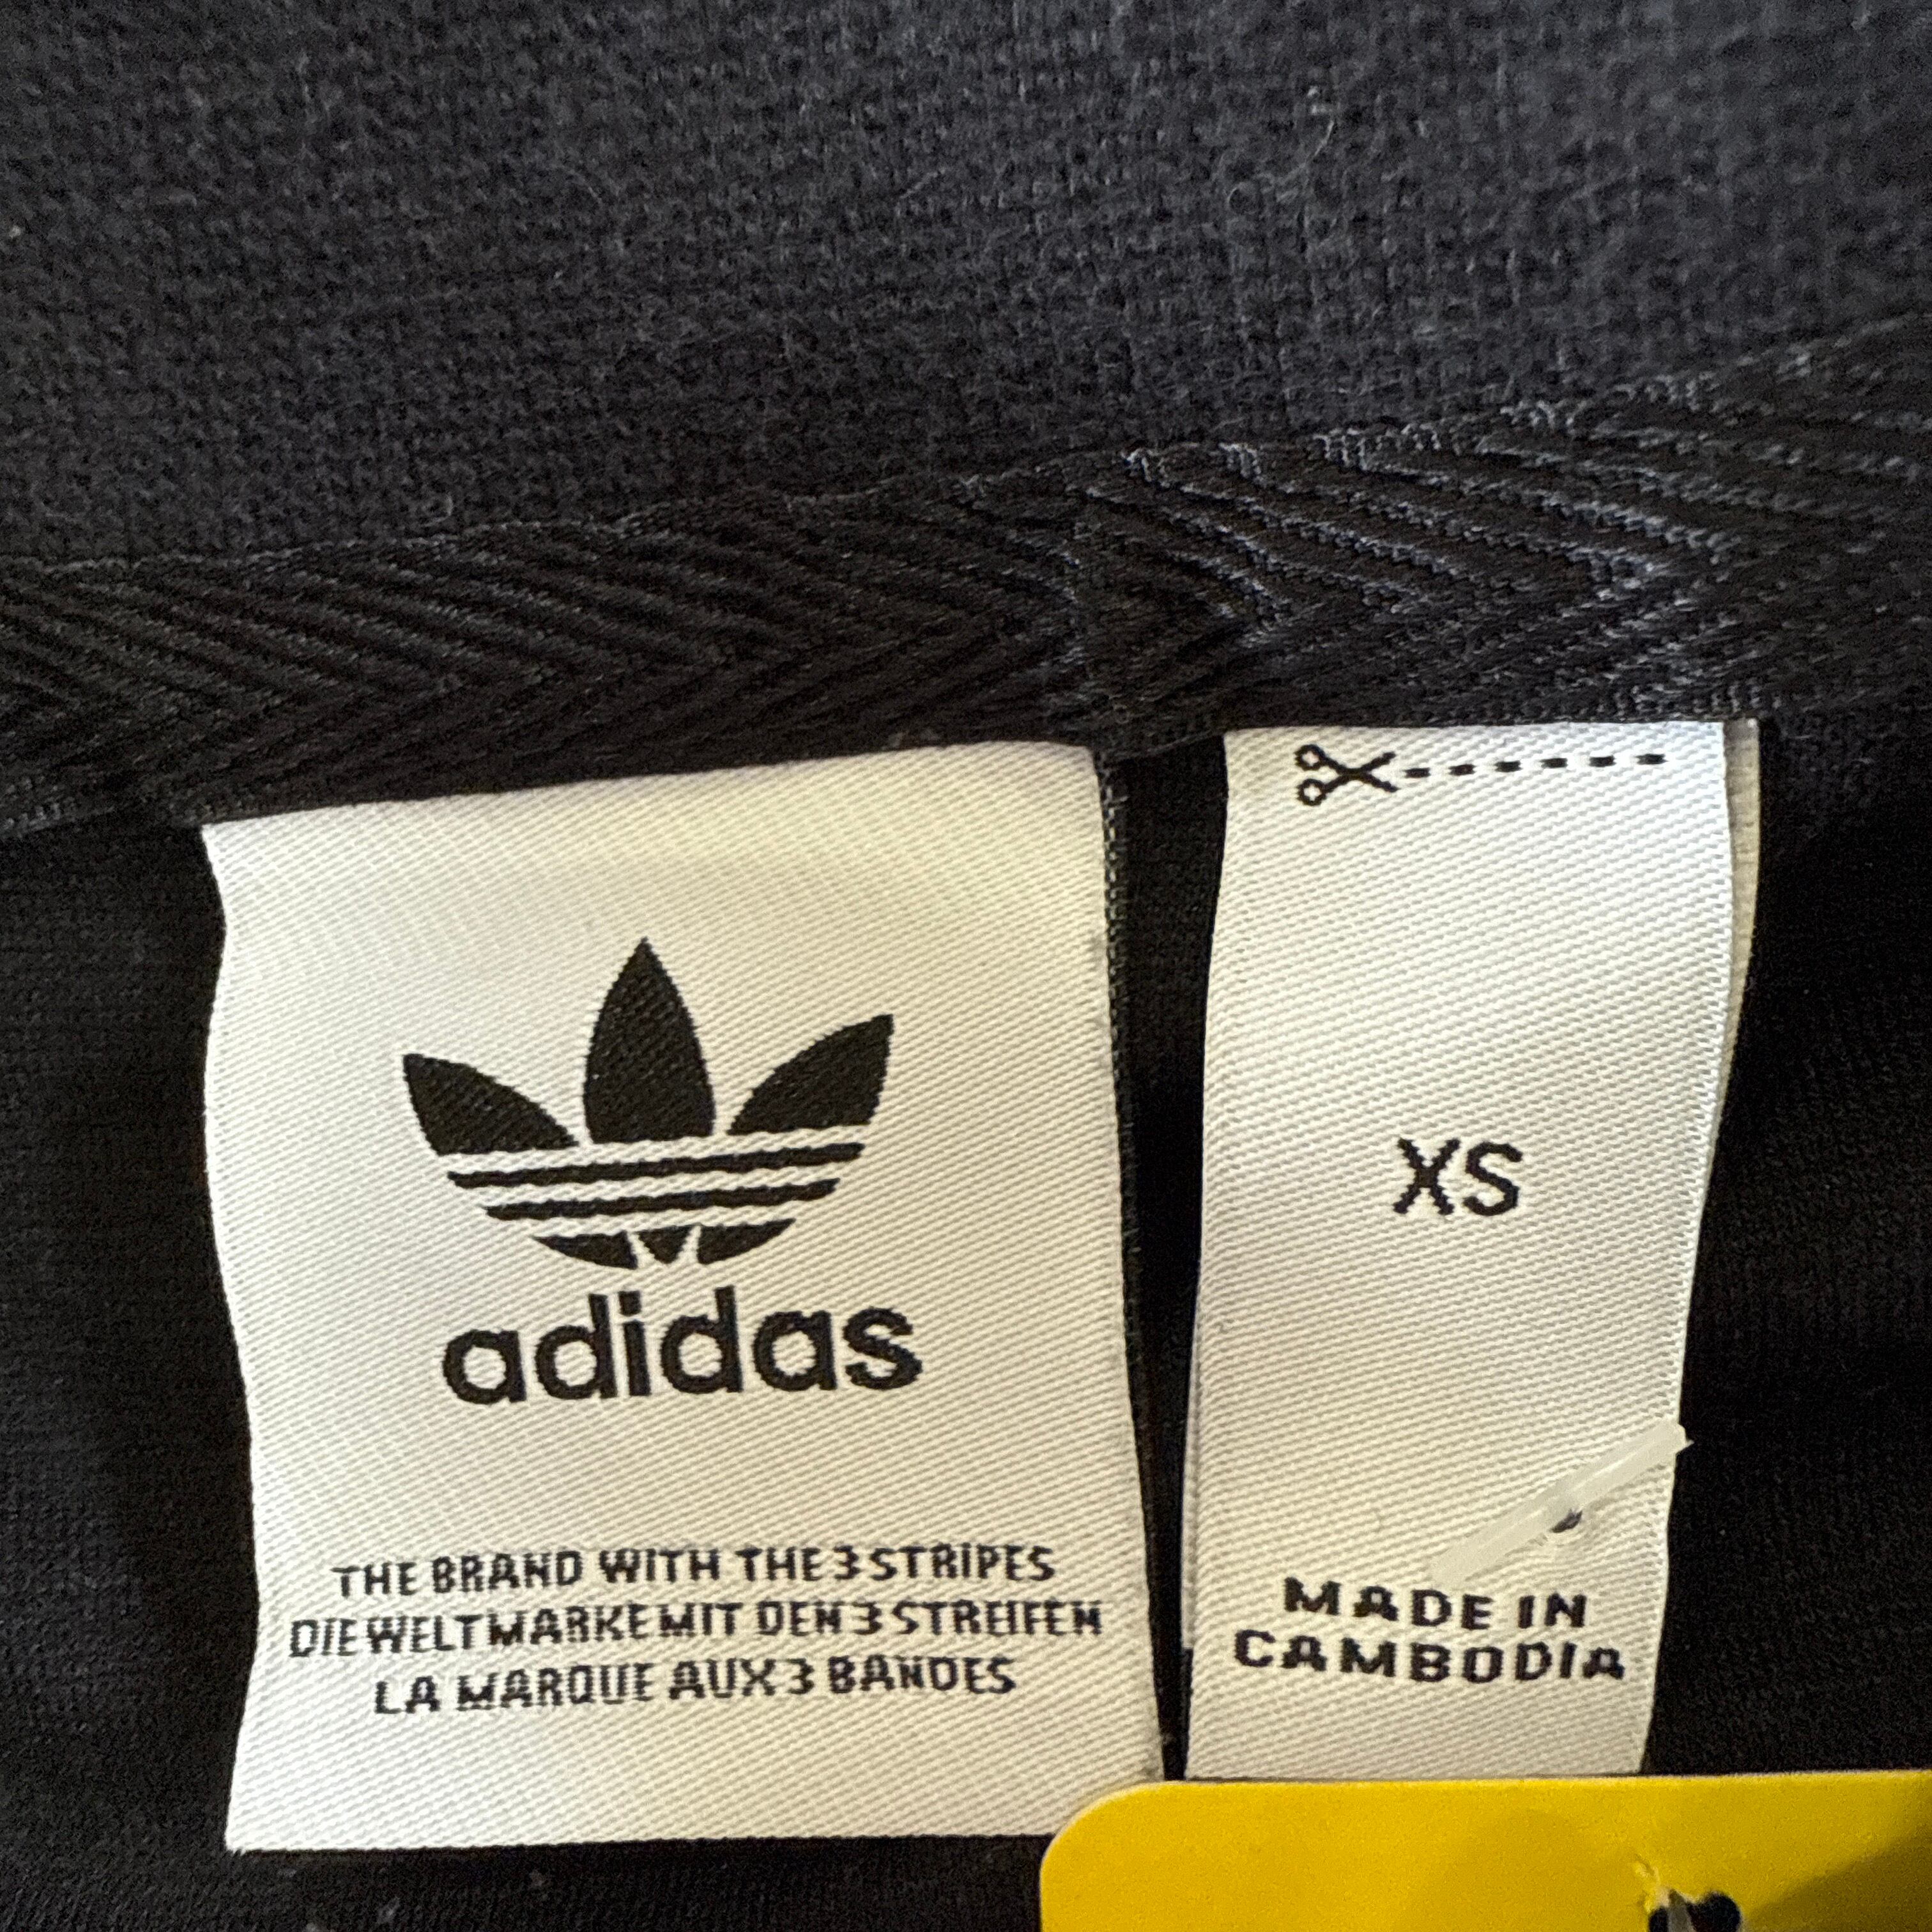 adidas
THE BRAND WITH THE 3 STRIPES
DIE WELTMARKE MIT DEN 3 STREIFEN
LA MARQUE AUX 3 BANDES
XS
MADE IN
CAMBODIA